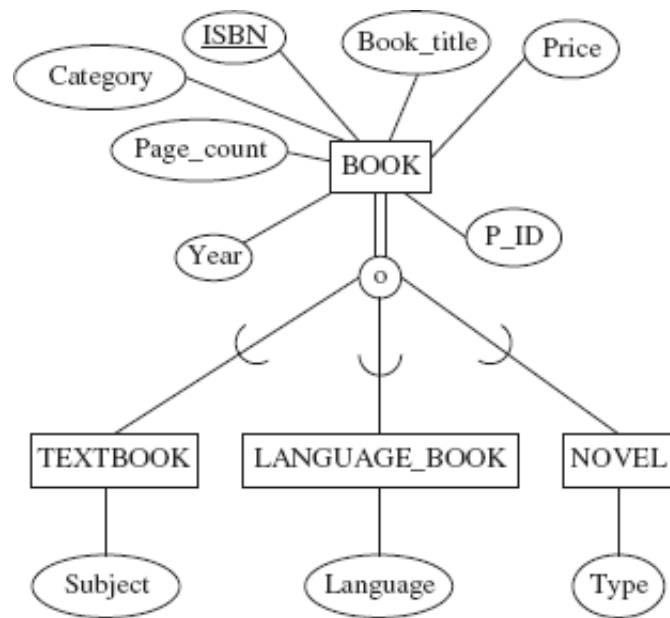 ISBN
Book_title
Price
Category
Page_count
BOOK
Year
P_ID
o
TEXTBOOK
LANGUAGE_BOOK
NOVEL
Subject
Language
Type